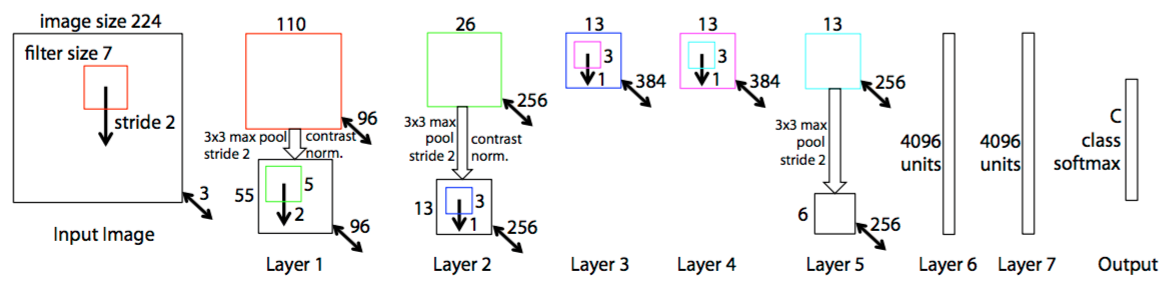 image size 224
filter size 7
stride 2
3
Input Image
110
96
3x3 max pool
stride 2
contrast
norm.
55
5
2
96
Layer 1
26
256
3x3 max
pool
stride 2
contrast
norm.
13
3
1
256
Layer 2
13
3
1
384
Layer 3
13
3
1
384
Layer 4
13
256
3x3 max
pool
stride 2
6
256
Layer 5
4096
units
Layer 6
4096
units
Layer 7
C
class
softmax
Output